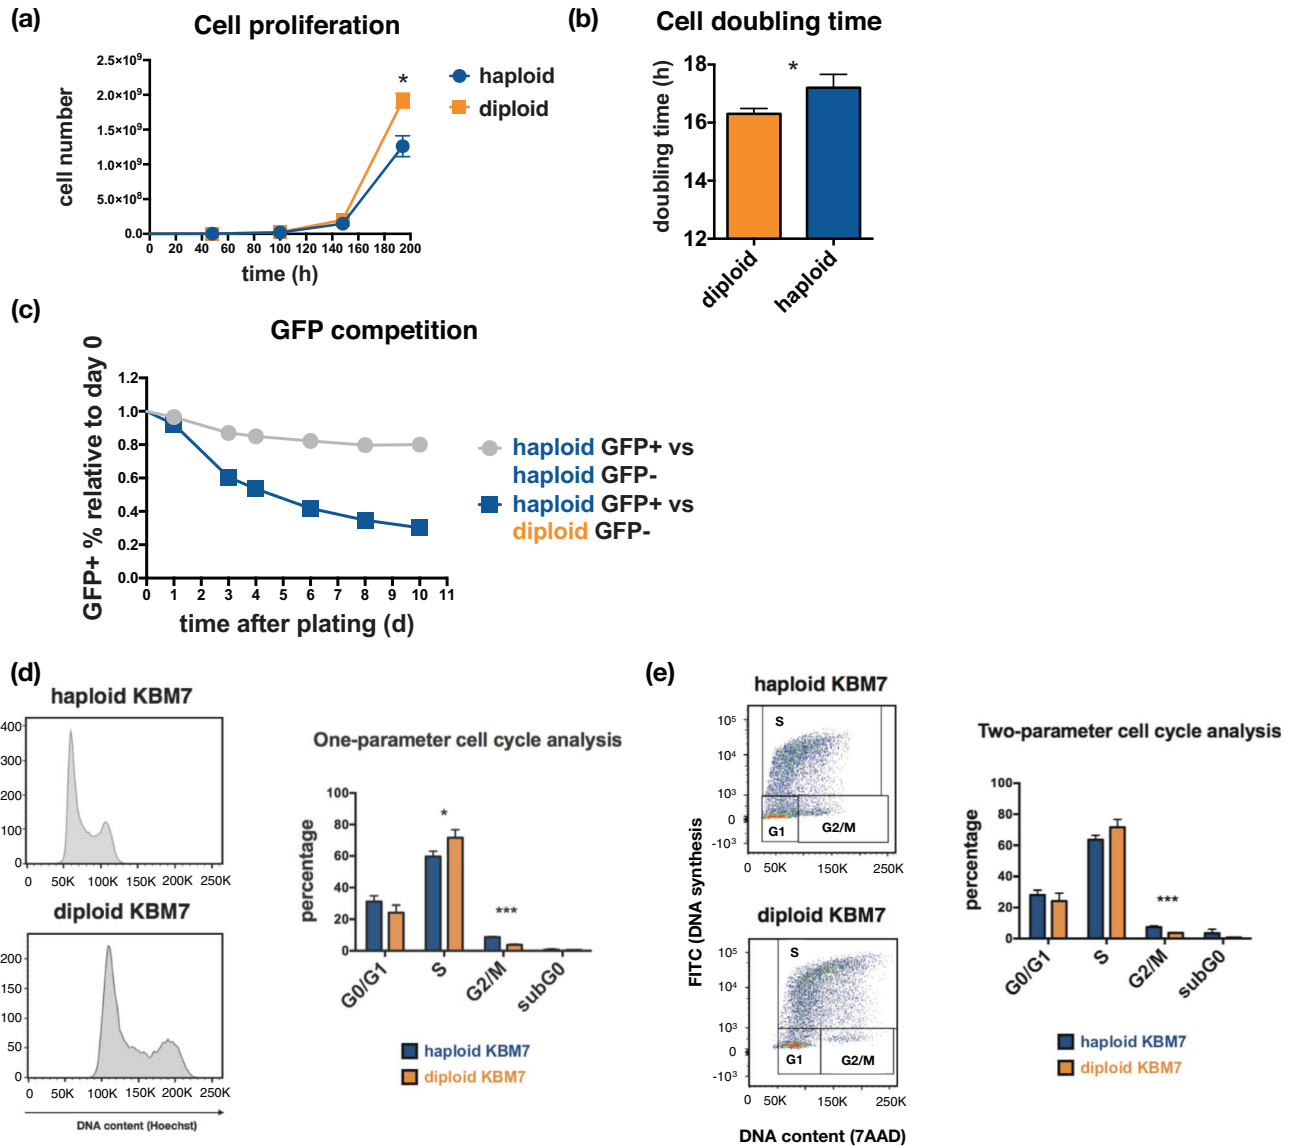 (a)
Cell proliferation
2.5×10⁹
2.0×10⁹
1.5×10⁹
1.0×10⁹
5.0×10⁸
0.0
cell number
*
0 20 40 60 80 100 120 140 160 180 200
time (h)
haploid
diploid
(b)
Cell doubling time
doubling time (h)
18
16
14
12
*
diploid
haploid
(c)
GFP competition
GFP+ % relative to day 0
1.2
1.0
0.8
0.6
0.4
0.2
0.0
0 1 2 3 4 5 6 7 8 9 10 11
time after plating (d)
haploid GFP+ vs
haploid GFP-
haploid GFP+ vs
diploid GFP-
(d)
haploid KBM7
400
300
200
100
0
0 50K 100K 150K 200K 250K
diploid KBM7
200
150
100
50
0
0 50K 100K 150K 200K 250K
DNA content (Hoechst)
One-parameter cell cycle analysis
percentage
100
80
60
40
20
0
*
***
G0/G1
S
G2/M
subG0
haploid KBM7
diploid KBM7
(e)
haploid KBM7
10⁵
10⁴
10³
0
-10³
S
G1
G2/M
0 50K 150K 250K
FITC (DNA synthesis
diploid KBM7
10⁵
10⁴
10³
0
-10³
S
G1
G2/M
0 50K 150K 250K
DNA content (7AAD)
Two-parameter cell cycle analysis
percentage
100
80
60
40
20
0
***
G0/G1
S
G2/M
subG0
haploid KBM7
diploid KBM7